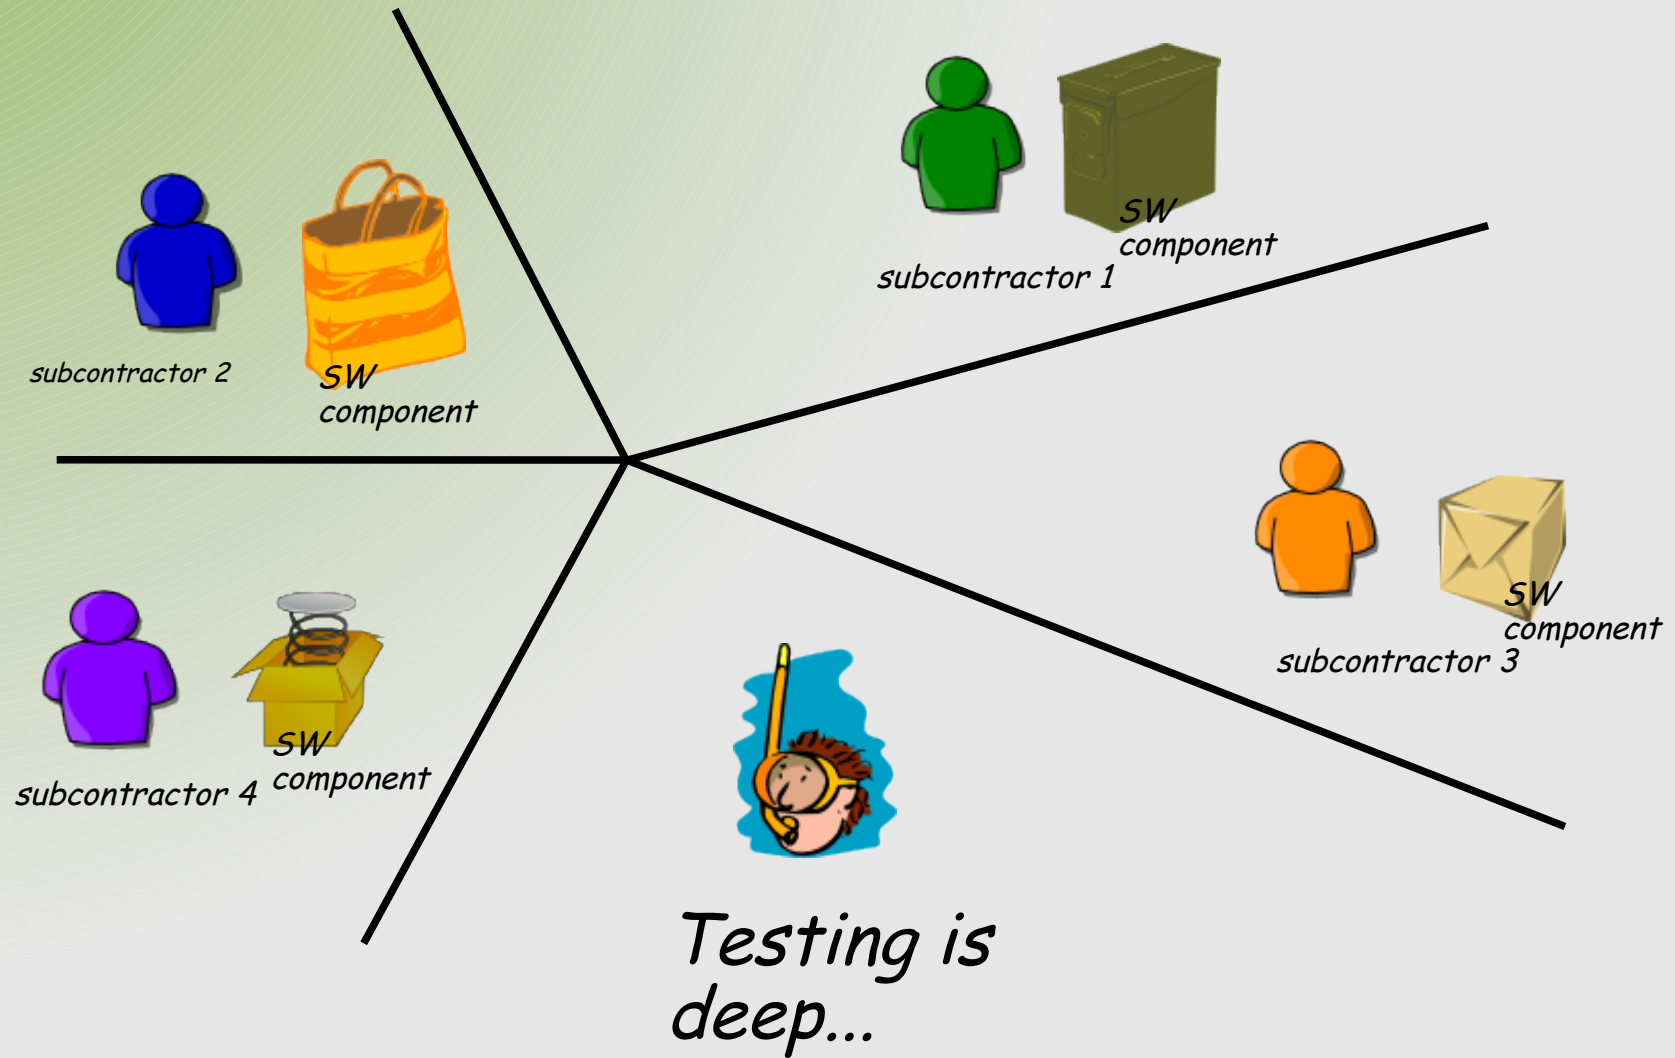 SW
component
subcontractor 1
subcontractor 2
SW
component
SW
component
subcontractor 3
SW
component
subcontractor 4
Testing is
deep...